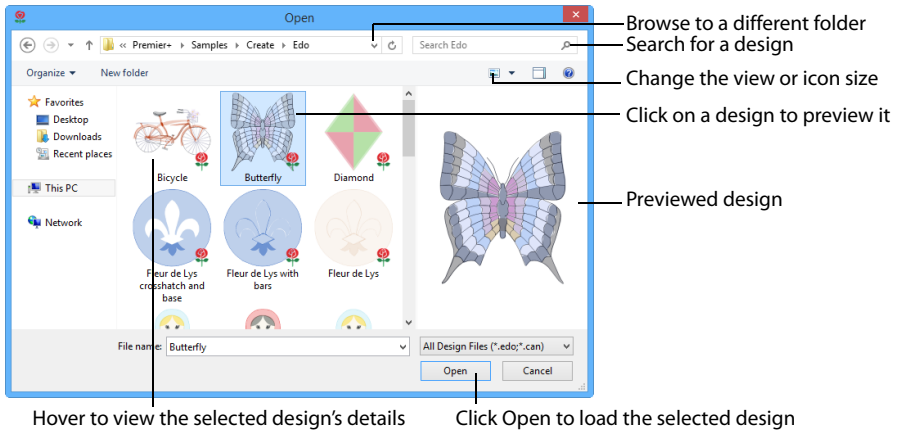 Open
Browse to a different folder
« Premier+ Samples Create Edo
Search Edo
Search for a design
Organize
New folder
Change the view or icon size
Favorites
Desktop
Downloads
Recent places
This PC
Network
Click on a design to preview it
Bicycle
Butterfly
Diamond
Previewed design
Fleur de Lys
crosshatch and
base
Fleur de Lys with
bars
Fleur de Lys
File name: Butterfly
All Design Files (*.edo;*.can)
Open
Cancel
Hover to view the selected design's details
Click Open to load the selected design